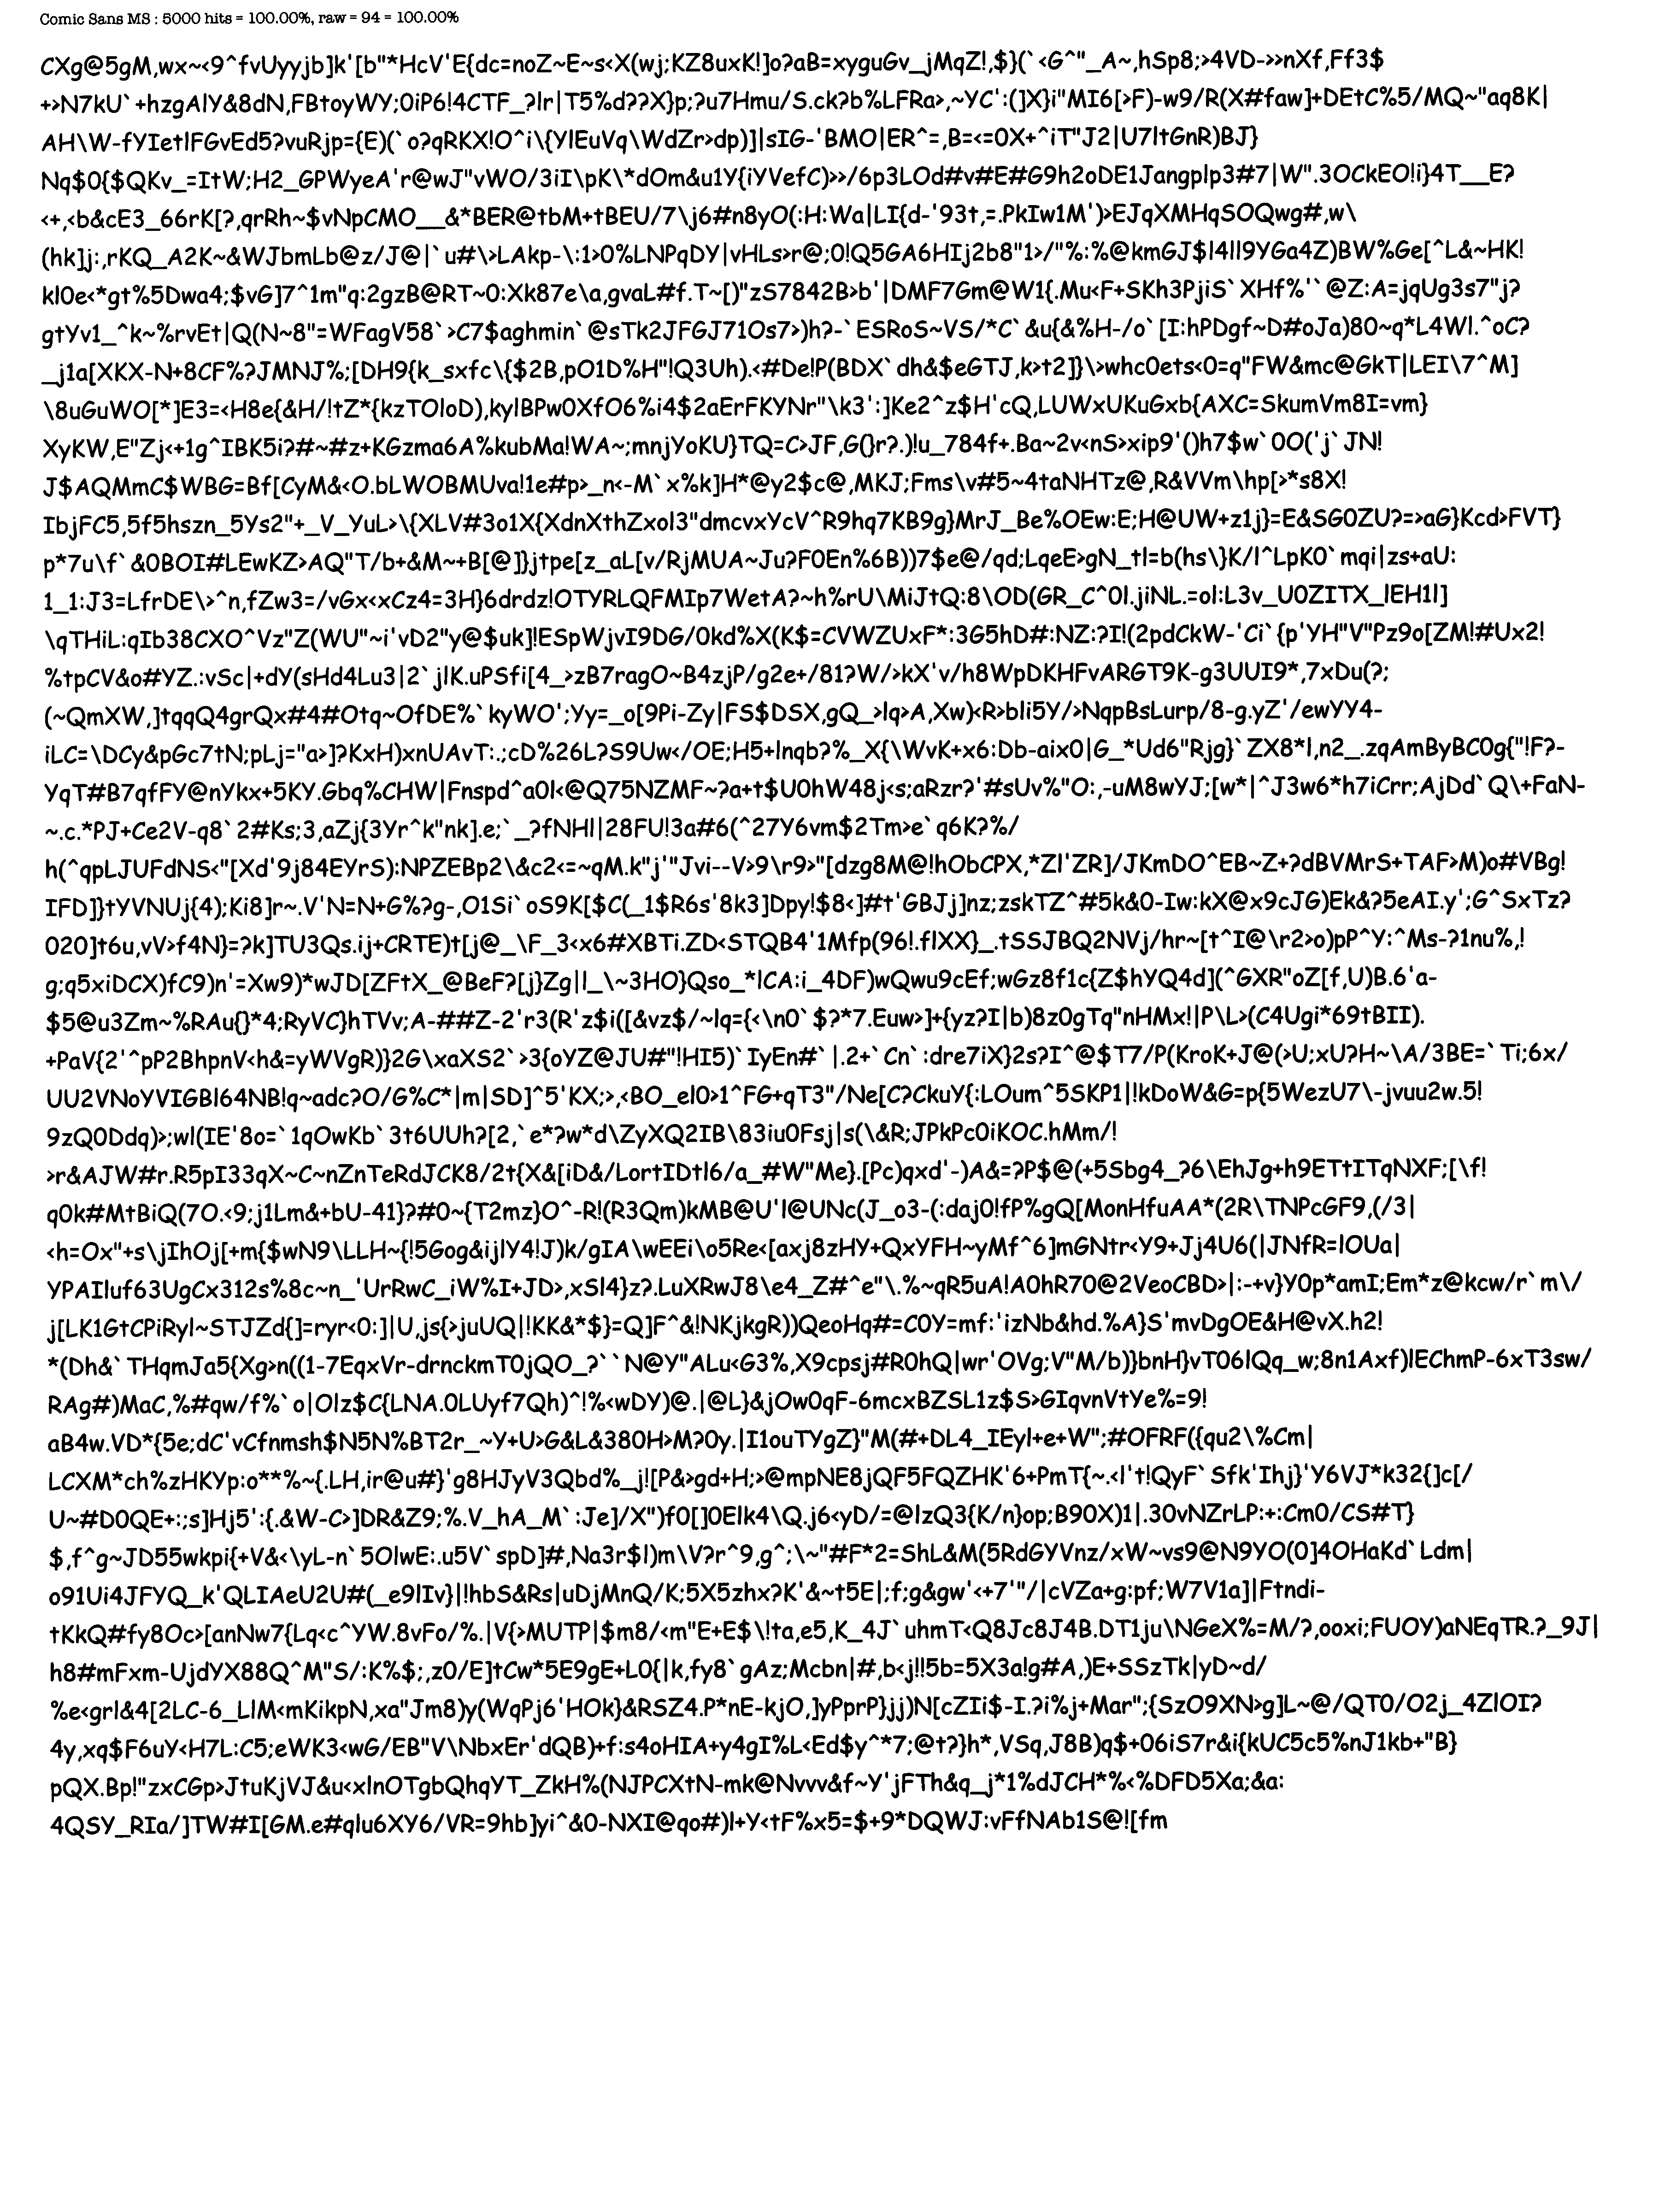 Comic Sans MS : 5000 hits = 100.00%, raw = 94 = 100.00%
CXg@5gM,wx~<9^fvUyyjb]k'[b"*HcV'E{dc=noZ~E~s<X(wj;KZ8uxK!]o?aB=xyguGv_jMqZ!,$}(`<G^"_A~,hSp8;>4VD->>nXf,Ff3$
+>N7kU`+hzgAlY&8dN,FBtoyWY;0iP6!4CTF_?lr|T5%d??X}p;?u7Hmu/S.ck?b%LFRa>,~YC':(]X}i"MI6[>F)-w9/R(X#faw]+DEtC%5/MQ~"aq8K|
AH\W-fYIetlFGvEd5?vuRjp={E)(`o?qRKX!O^i\{YlEuVq\WdZr>dp)]|sIG-'BMO|ER^=,B=<=0X+^iT"J2|U7ltGnR)BJ}
Nq$0{$QKv_=ItW;H2_GPWyeA'r@wJ"vWO/3iI\pK\*dOm&u1Y{iYVefC)>>/6p3LOd#v#E#G9h2oDE1Jangplp3#7|W".3OCkEO!i}4T__E?
<+,<b&cE3_66rK[?,qrRh~$vNpCMO__&*BER@tbM+tBEU/7\j6#n8yO(:H:Wa|LI{d-'93t,=.PkIw1M')>EJqXMHqSOQwg#,w\
(hk]j:,rKQ_A2K~&WJbmLb@z/J@|`u#\>LAkp-\:1>0%LNPqDY|vHLs>r@;0!Q5GA6HIj2b8"1>/"%:%@kmGJ$l4ll9YGa4Z)BW%Ge[^L&~HK!
kl0e<*gt%5Dwa4;$vG]7^1m"q:2gzB@RT~0:Xk87e\a,gvaL#f.T~[)"zS7842B>b'|DMF7Gm@W1{.Mu<F+SKh3PjiS`XHf%'`@Z:A=jqUg3s7"j?
gtYv1_^k~%rvEt|Q(N~8"=WFagV58`>C7$aghmin`@sTk2JFGJ71Os7>)h?-`ESRoS~VS/*C`&u{&%H-/o`[I:hPDgf~D#oJa)80~q*L4Wl.^oC?
_j1a[XKX-N+8CF%?JMNJ%;[DH9{k_sxfc\{$2B,pO1D%H"!Q3Uh).<#De!P(BDX`dh&$eGTJ,k>t2]}\>whc0ets<0=q"FW&mc@GkT|LEI\7^M]
\8uGuWO[*]E3=<H8e{&H/!tZ*{kzTOloD),kylBPw0XfO6%i4$2aErFKYNr"\k3':]Ke2^z$H'cQ,LUWxUKuGxb{AXC=SkumVm8I=vm}
XyKW,E"Zj<+1g^IBK5i?#~#z+KGzma6A%kubMa!WA~;mnjYoKU}TQ=C>JF,G(}r?.)!u_784f+.Ba~2v<nS>xip9'()h7$w`0O('j`JN!
J$AQMmC$WBG=Bf[CyM&<O.bLWOBMUva!1e#p>_n<-M`x%k]H*@y2$c@,MKJ;Fms\v#5~4taNHTz@,R&VVm\hp[>*s8X!
IbjFC5,5f5hszn_5Ys2"+_V_YuL>\{XLV#3o1X{XdnXthZxol3"dmcvxYcV^R9hq7KB9g}MrJ_Be%OEw:E;H@UW+z1j}=E&SG0ZU?=>aG}Kcd>FVT}
p*7u\f`&0BOI#LEwKZ>AQ"T/b+&M~+B[@]}jtpe[z_aL[v/RjMUA~Ju?F0En%6B))7$e@/qd;LqeE>gN_tl=b(hs\}K/l^LpK0`mqi|zs+aU:
1_1:J3=LfrDE\>^n,fZw3=/vGx<xCz4=3H}6drdz!OTYRLQFMIp7WetA?~h%rU\MiJtQ:8\OD(GR_C^0l.jiNL.=ol:L3v_U0ZITX_lEH1l]
\qTHiL:qIb38CXO^Vz"Z(WU"~i'vD2"y@$uk]!ESpWjvI9DG/0kd%X(K$=CVWZUxF*:3G5hD#:NZ:?I!(2pdCkW-'Ci`{p'YH"V"Pz9o[ZM!#Ux2!
%tpCV&o#YZ.:vSc|+dY(sHd4Lu3|2`jlK.uPSfi[4_>zB7ragO~B4zjP/g2e+/81?W/>kX'v/h8WpDKHFvARGT9K-g3UUI9*,7xDu(?;
(~QmXW,]tqqQ4grQx#4#Otq~OfDE%`kyWO';Yy=_o[9Pi-Zy|FS$DSX,gQ_>lq>A,Xw)<R>bli5Y/>NqpBsLurp/8-g.yZ'/ewYY4-
iLC=\DCy&pGc7tN;pLj="a>]?KxH)xnUAvT:.;cD%26L?S9Uw</OE;H5+lnqb?%_X{\WvK+x6:Db-aix0|G_*Ud6"Rjg}`ZX8*l,n2_.zqAmByBC0g{"!F?-
YqT#B7qfFY@nYkx+5KY.Gbq%CHW|Fnspd^a0l<@Q75NZMF~?a+t$U0hW48j<s;aRzr?'#sUv%"O:,-uM8wYJ;[w*|^J3w6*h7iCrr;AjDd`Q\+FaN-
~.c.*PJ+Ce2V-q8`2#Ks;3,aZj{3Yr^k"nk].e;`_?fNHl||28FU!3a#6(^27Y6vm$2Tm>e`q6K?%/
h(^qpLJUFdNS<"[Xd'9j84EYrS):NPZEBp2\&c2<=~qM.k"j'"Jvi--V>9\r9>"[dzg8M@!hObCPX,*Zl'ZR]/JKmDO^EB~Z+?dBVMrS+TAF>M)o#VBg!
IFD]}tYVNUj{4);Ki8]r~.V'N=N+G%?g-,O1Si`oS9K[$C(_1$R6s'8k3]Dpy!$8<]#t'GBJj]nz;zskTZ^#5k&0-Iw:kX@x9cJG)Ek&?5eAI.y';G^SxTz?
020]t6u,vV>f4N}=?k]TU3Qs.ij+CRTE)t[j@_\F_3<x6#XBTi.ZD<STQB4'1Mfp(96!.flXX}_.tSSJBQ2NVj/hr~[t^I@\r2>o)pP^Y:^Ms-?1nu%,!
g;q5xiDCX)fC9)n'=Xw9)*wJD[ZFtX_@BeF?[j}Zg|l_\~3HO}Qso_*lCA:i_4DF)wQwu9cEf;wGz8f1c{Z$hYQ4d](^GXR"oZ[f,U)B.6'a-
$5@u3Zm~%RAu{}*4;RyVC}hTVv;A-##Z-2'r3(R'z$i([&vz$/~lq={<\n0`$?*7.Euw>]+{yz?I|b)8z0gTq"nHMx!|P\L>(C4Ugi*69tBII).
+PaV{2'^pP2BhpnV<h&=yWVgR)}2G\xaXS2`>3{oYZ@JU#"!HI5)`IyEn#`|.2+`Cn`:dre7iX}2s?I^@$T7/P(KroK+J@(>U;xU?H~\A/3BE=`Ti;6x/
UU2VNoYVIGBl64NB!q~adc?O/G%C*|m|SD]^5'KX;>,<BO_el0>1^FG+qT3"/Ne[C?CkuY{:LOum^5SKP1|!kDoW&G=p{5WezU7\-jvuu2w.5!
9zQ0Ddq)>;wl(IE'8o=`1qOwKb`3t6UUh?[2,`e*?w*d\ZyXQ2IB\83iu0Fsj|s(\&R;JPkPc0iKOC.hMm/!
>r&AJW#r.R5pI33qX~C~nZnTeRdJCK8/2t{X&[iD&/LortIDtl6/a_#W"Me}.[Pc)qxd'-)A&=?P$@(+5Sbg4_?6\EhJg+h9ETtITqNXF;[\f!
q0k#MtBiQ(7O.<9;j1Lm&+bU-41}?#0~{T2mz}O^-R!(R3Qm)kMB@U'l@UNc(J_o3-(:daj0!fP%gQ[MonHfuAA*(2R\TNPcGF9,(/3|
<h=Ox"+s\jIhOj[+m{$wN9\LLH~{!5Gog&ijlY4!J)k/gIA\wEEi\o5Re<[axj8zHY+QxYFH~yMf^6]mGNtr<Y9+Jj4U6(|JNfR=lOUa|
YPAIluf63UgCx312s%8c~n_'UrRwC_iW%I+JD>,xSl4}z?.LuXRwJ8\e4_Z#^e"\.%~qR5uA!A0hR70@2VeoCBD>|:-+v}Y0p*amI;Em*z@kcw/r`m\/
j[LK1GtCPiRyl~STJZd{]=ryr<0:]|U,js{>juUQ|!KK&*$}=Q]F^&!NKjkgR))QeoHq#=C0Y=mf:'izNb&hd.%A}S'mvDgOE&H@vX.h2!
*(Dh&`THqmJa5{Xg>n((1-7EqxVr-drnckmT0jQO_?``N@Y"ALu<G3%,X9cpsj#R0hQ|wr'OVg;V"M/b)}bnH}vT06lQq_w;8n1Axf)lEChmP-6xT3sw/
RAg#)MaC,%#qw/f%`o|Olz$C{LNA.0LUyf7Qh)^!%<wDY)@.|@L}&jOw0qF-6mcxBZSL1z$S>GIqvnVtYe%=9!
aB4w.VD*{5e;dC'vCfnmsh$N5N%BT2r_~Y+U>G&L&380H>M?0y.|I1ouTYgZ}"M(#+DL4_IEyl+e+W";#OFRF({qu2\%Cm|
LCXM*ch%zHKYp:o**%~{.LH,ir@u#}'g8HJyV3Qbd%_j![P&>gd+H;>@mpNE8jQF5FQZHK'6+PmT{~.<l't!QyF`Sfk'Ihj}'Y6VJ*k32{]c[/
U~#D0QE+:;s]Hj5':{.&W-C>]DR&Z9;%.V_hA_M`:Je]/X")f0[]0Elk4\Q.j6<yD/=@lzQ3{K/n}op;B90X)1|.30vNZrLP:+:Cm0/CS#T}
$,f^g~JD55wkpi{+V&<\yL-n`5OlwE:.u5V`spD]#,Na3r$l)m\V?r^9,g^;\~"#F*2=ShL&M(5RdGYVnz/xW~vs9@N9YO(0]4OHaKd`Ldm|
o91Ui4JFYQ_k'QLIAeU2U#(_e9lIv}|!hbS&Rs|uDjMnQ/K;5X5zhx?K'&~t5E|;f;g&gw'<+7'"/|cVZa+g:pf;W7V1a]|Ftndi-
tKkQ#fy8Oc>[anNw7{Lq<c^YW.8vFo/%.|V{>MUTP|$m8/<m"E+E$\!ta,e5,K_4J`uhmT<Q8Jc8J4B.DT1ju\NGeX%=M/?,ooxi;FUOY)aNEqTR.?_9J|
h8#mFxm-UjdYX88Q^M"S/:K%$;,z0/E]tCw*5E9gE+L0{|k,fy8`gAz;Mcbn|#,b<j!!5b=5X3a!g#A,)E+SSzTk|yD~d/
%e<grl&4[2LC-6_LlM<mKikpN,xa"Jm8)y(WqPj6'HOk}&RSZ4.P*nE-kjO,]yPprP}jj)N[cZIi$-I.?i%j+Mar";{SzO9XN>g]L~@/QT0/O2j_4ZlOI?
4y,xq$F6uY<H7L:C5;eWK3<wG/EB"V\NbxEr'dQB)+f:s4oHIA+y4gI%L<Ed$y^*7;@t?}h*,VSq,J8B)q$+06iS7r&i{kUC5c5%nJ1kb+"B}
pQX.Bp!"zxCGp>JtuKjVJ&u<xlnOTgbQhqYT_ZkH%(NJPCXtN-mk@Nvvv&f~Y'jFTh&q_j*1%dJCH*%<%DFD5Xa;&a:
4QSY_RIa/]TW#I[GM.e#qlu6XY6/VR=9hb]yi^&0-NXI@qo#)l+Y<tF%x5=$+9*DQWJ:vFfNAb1S@![fm